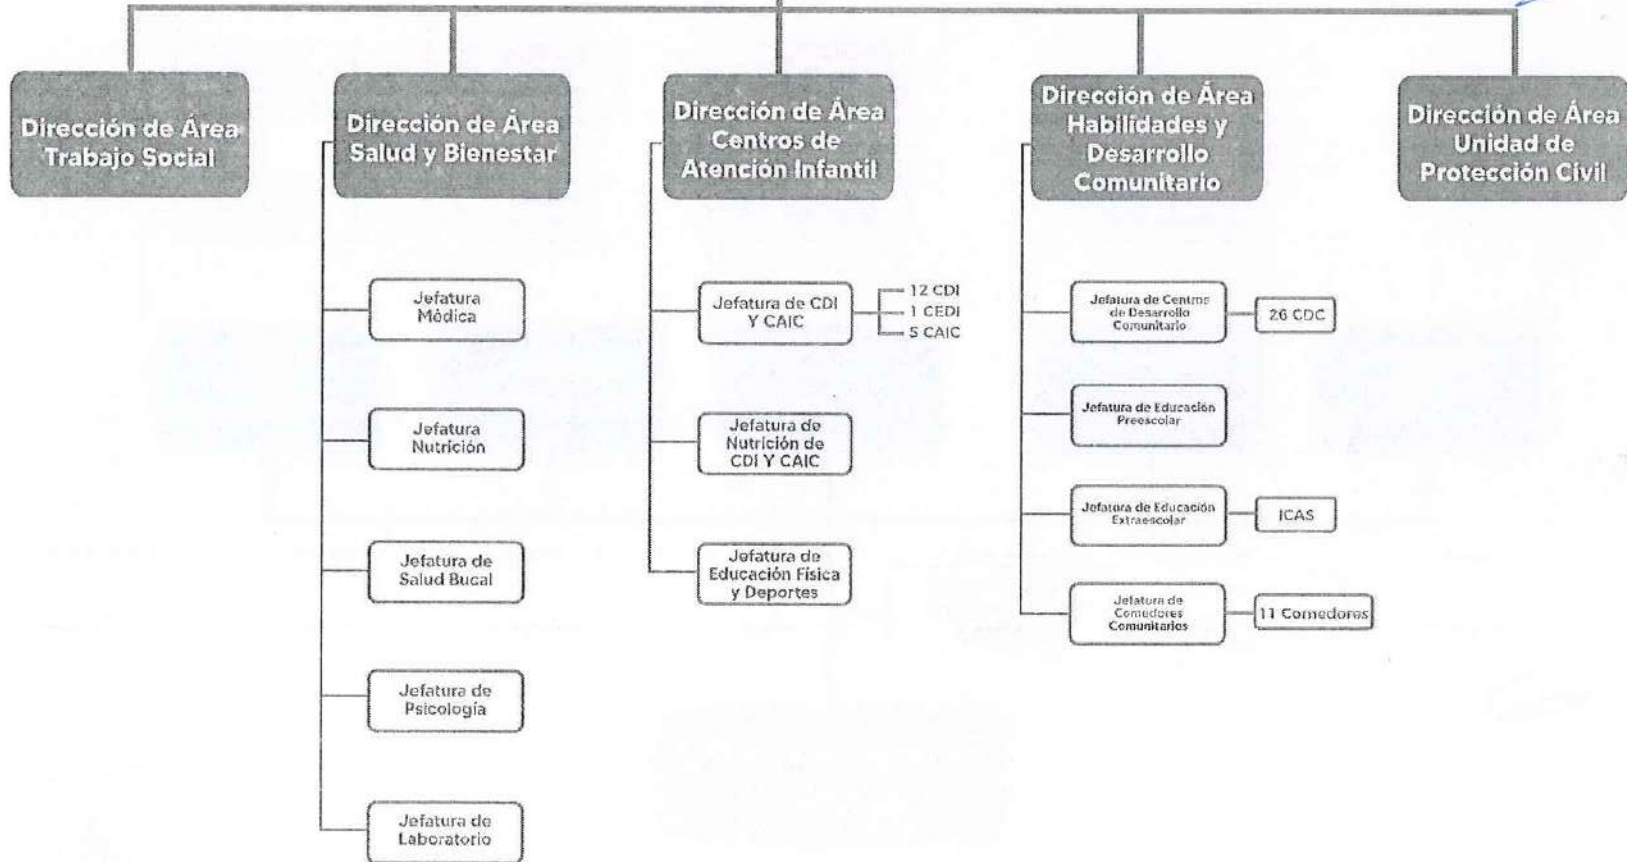 Dirección de Área
Trabajo Social
Dirección de Área
Salud y Bienestar
Dirección de Área
Centros de
Atención Infantil
Dirección de Área
Habilidades y
Desarrollo
Comunitario
Dirección de Área
Unidad de
Protección Civil
Jefatura
Médica
Jefatura
Nutrición
Jefatura de
Salud Bucal
Jefatura de
Psicología
Jefatura de
Laboratorio
Jefatura de CDI
Y CAIC
12 CDI
1 CEDI
5 CAIC
Jefatura de
Nutrición de
CDI Y CAIC
Jefatura de
Educación Física
y Deportes
Jefatura de Centros
de Desarrollo
Comunitario
26 CDC
Jefatura de Educación
Preescolar
Jefatura de Educación
Extraescolar
ICAS
Jefatura de
Comedores
Comunitarios
11 Comedores